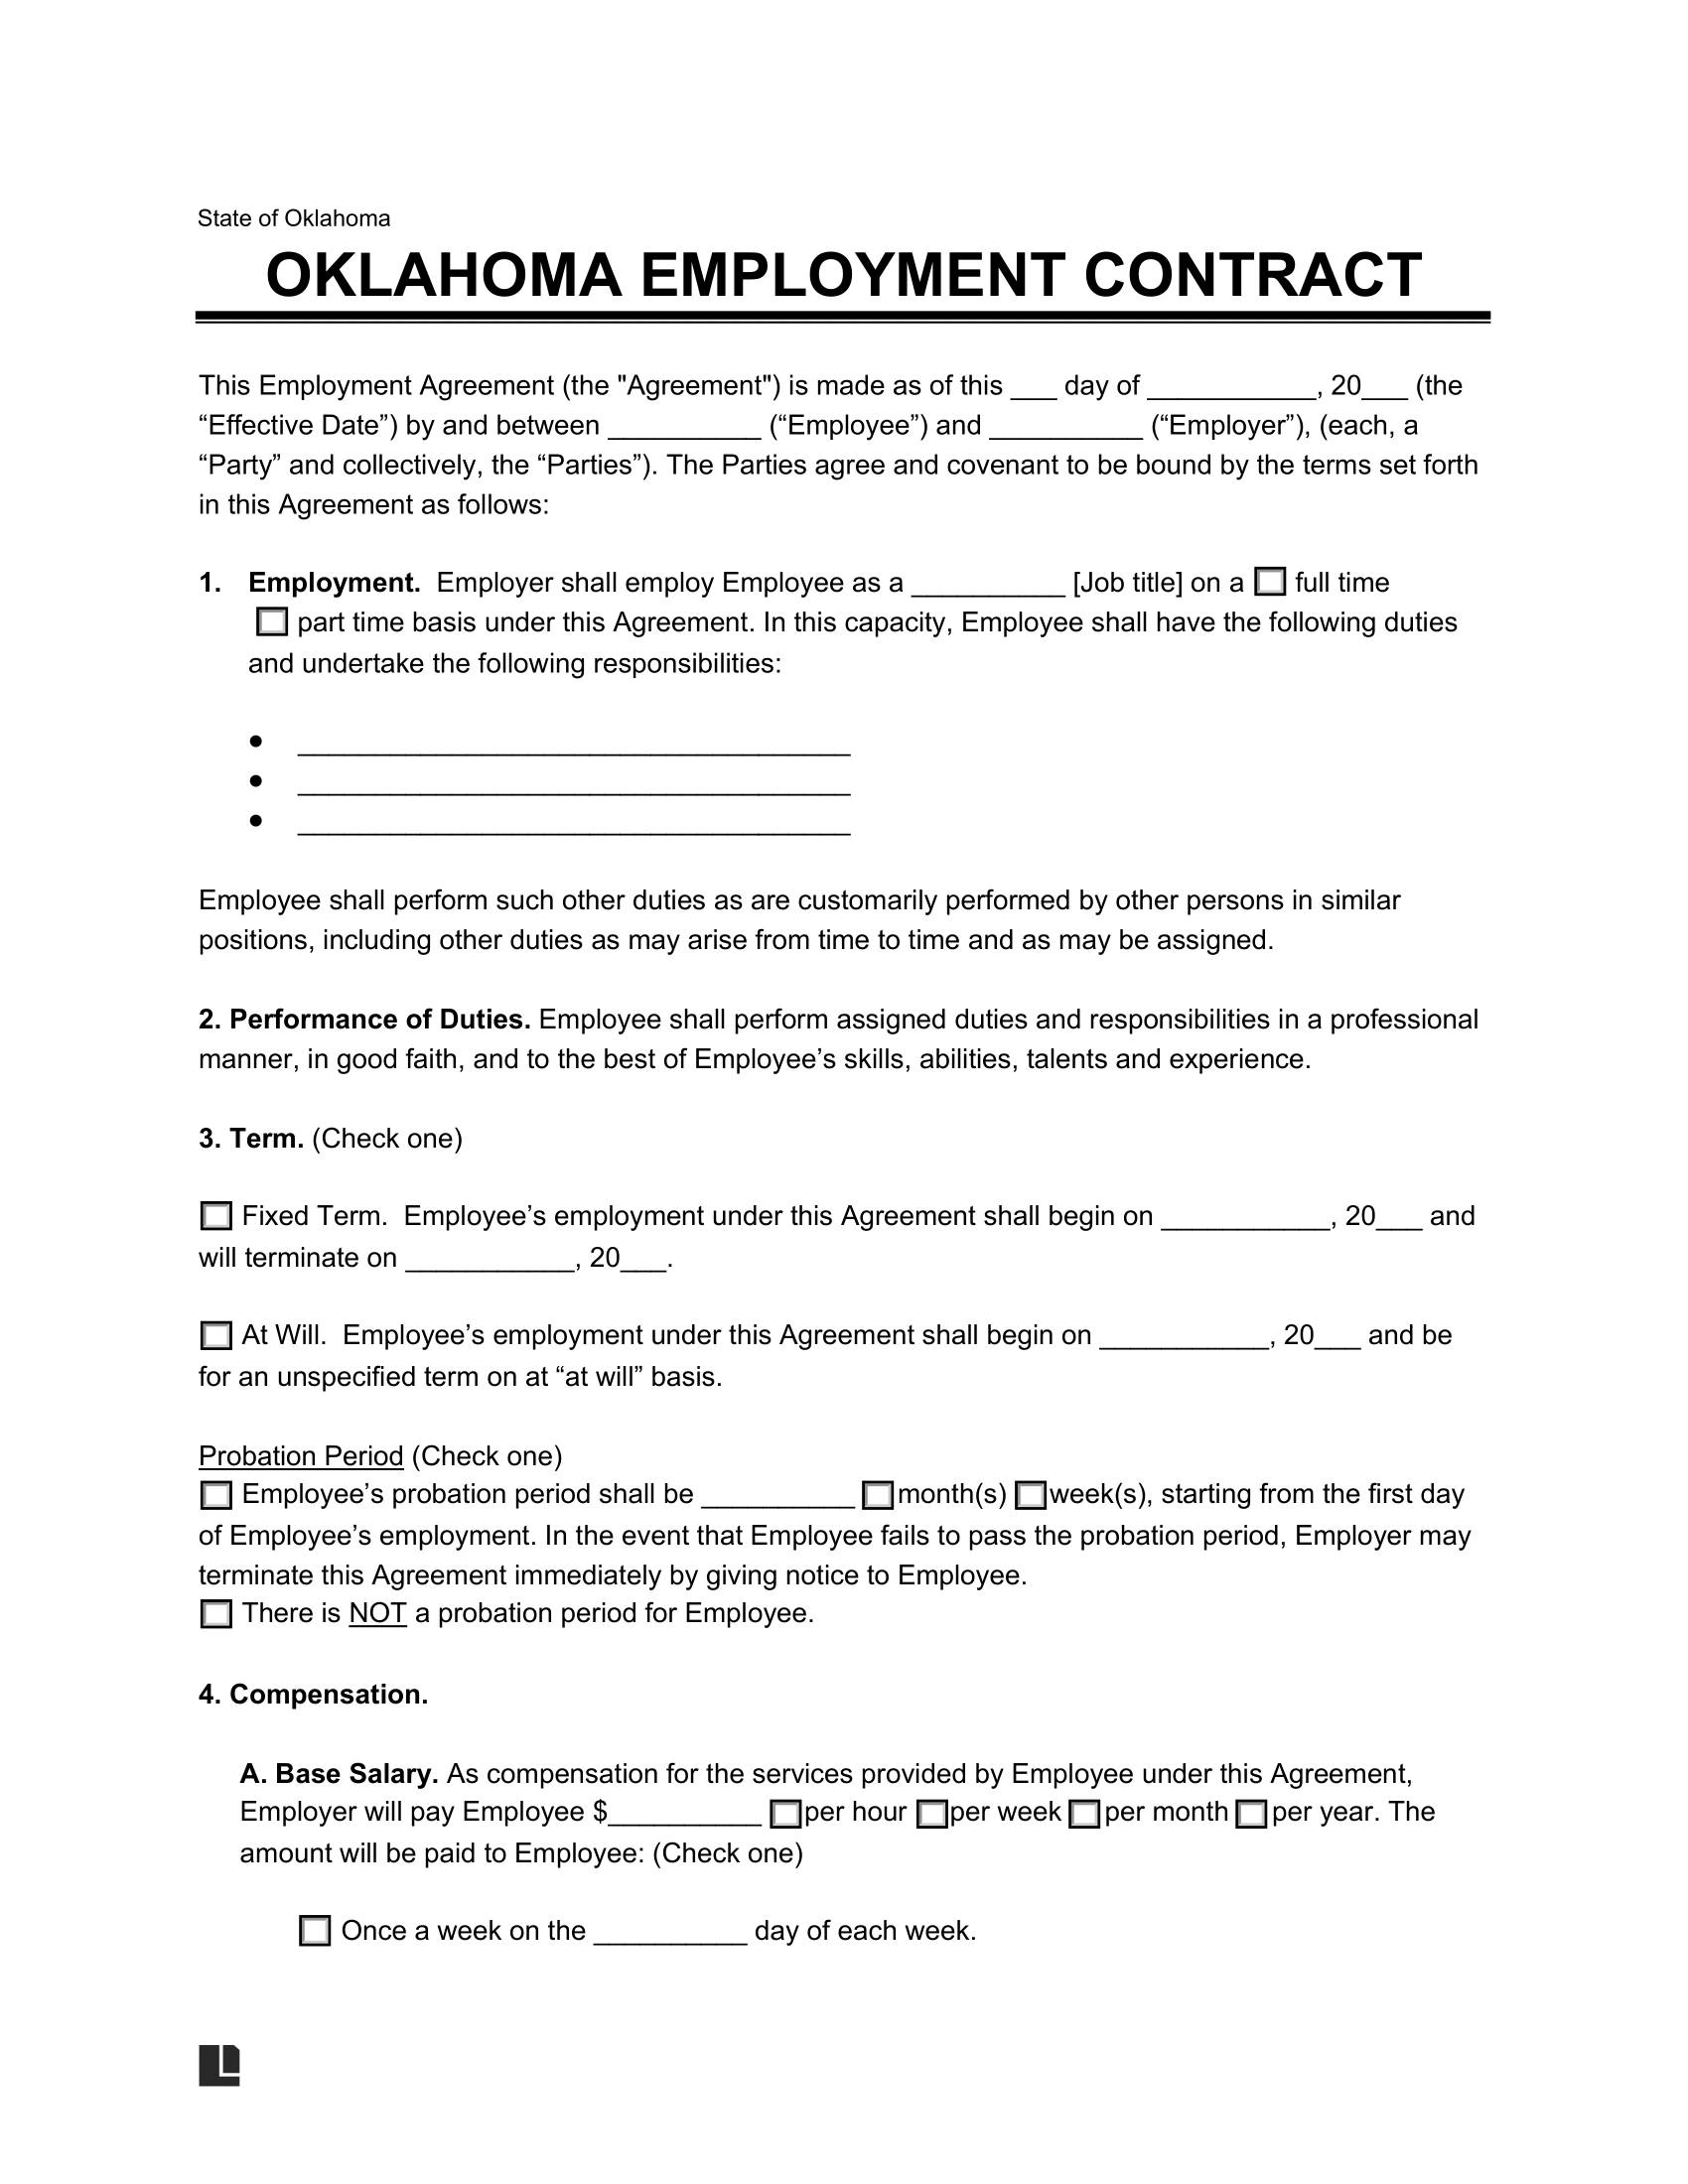 State of Oklahoma
OKLAHOMA EMPLOYMENT CONTRACT
This Employment Agreement (the "Agreement") is made as of this ___ day of ___________, 20___ (the
“Effective Date”) by and between __________ (“Employee”) and __________ (“Employer”), (each, a
“Party” and collectively, the “Parties”). The Parties agree and covenant to be bound by the terms set forth
in this Agreement as follows:
1. Employment. Employer shall employ Employee as a __________ [Job title] on a ☐ full time
☐ part time basis under this Agreement. In this capacity, Employee shall have the following duties
and undertake the following responsibilities:
● ____________________________________
● ____________________________________
● ____________________________________
Employee shall perform such other duties as are customarily performed by other persons in similar
positions, including other duties as may arise from time to time and as may be assigned.
2. Performance of Duties. Employee shall perform assigned duties and responsibilities in a professional
manner, in good faith, and to the best of Employee’s skills, abilities, talents and experience.
3. Term. (Check one)
☐ Fixed Term. Employee’s employment under this Agreement shall begin on ___________, 20___ and
will terminate on ___________, 20___.
☐ At Will. Employee’s employment under this Agreement shall begin on ___________, 20___ and be
for an unspecified term on at “at will” basis.
Probation Period (Check one)
☐ Employee’s probation period shall be __________ ☐ month(s) ☐ week(s), starting from the first day
of Employee’s employment. In the event that Employee fails to pass the probation period, Employer may
terminate this Agreement immediately by giving notice to Employee.
☐ There is NOT a probation period for Employee.
4. Compensation.
A. Base Salary. As compensation for the services provided by Employee under this Agreement,
Employer will pay Employee $__________ ☐ per hour ☐ per week ☐ per month ☐ per year. The
amount will be paid to Employee: (Check one)
☐ Once a week on the __________ day of each week.